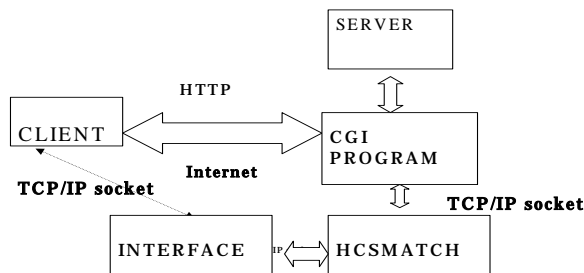 SERVER
HTTP
CLIENT
CGI
PROGRAM
Internet
TCP/IP socket
TCP/IP socket
INTERFACE
IP
HCSMATCH